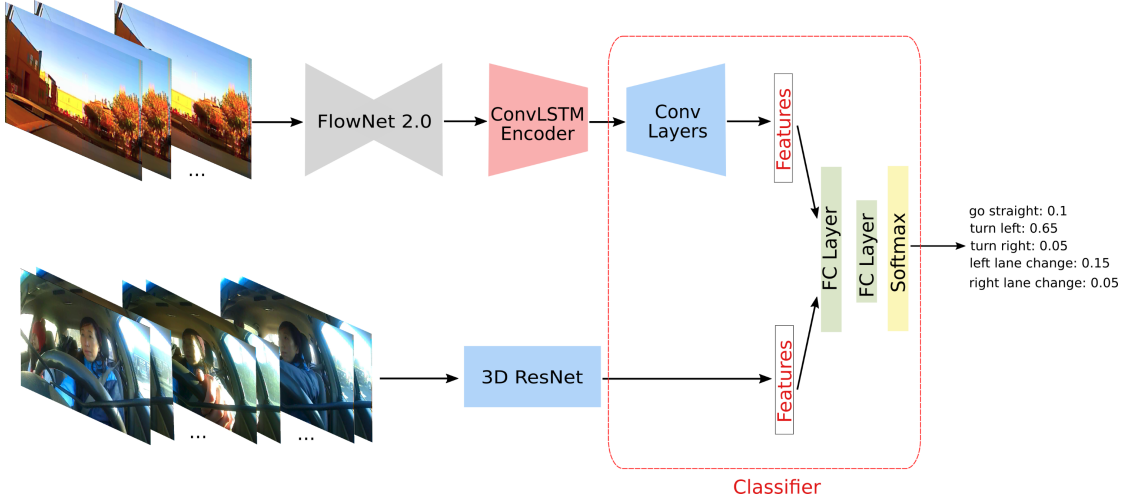 FlowNet 2.0
ConvLSTM
Encoder
Conv
Layers
Features
...
FC Layer
FC Layer
Softmax
go straight: 0.1
turn left: 0.65
turn right: 0.05
left lane change: 0.15
right lane change: 0.05
3D ResNet
Features
...
...
Classifier